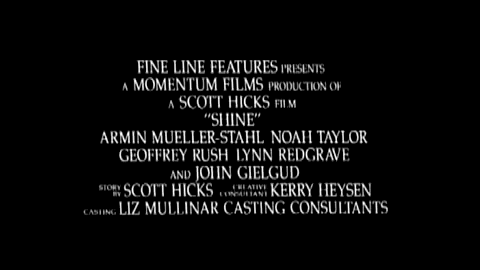 FINE LINE FEATURES PRESENTS
A MOMENTUM FILMS PRODUCTION OF
A SCOTT HICKS FILM
"SHINE"
ARMIN MUELLER-STAHL NOAH TAYLOR
GEOFFREY RUSH LYNN REDGRAVE
AND JOHN GIELGUD
STORY BY SCOTT HICKS CREATIVE CONSULTANT KERRY HEYSEN
CASTING LIZ MULLINAR CASTING CONSULTANTS